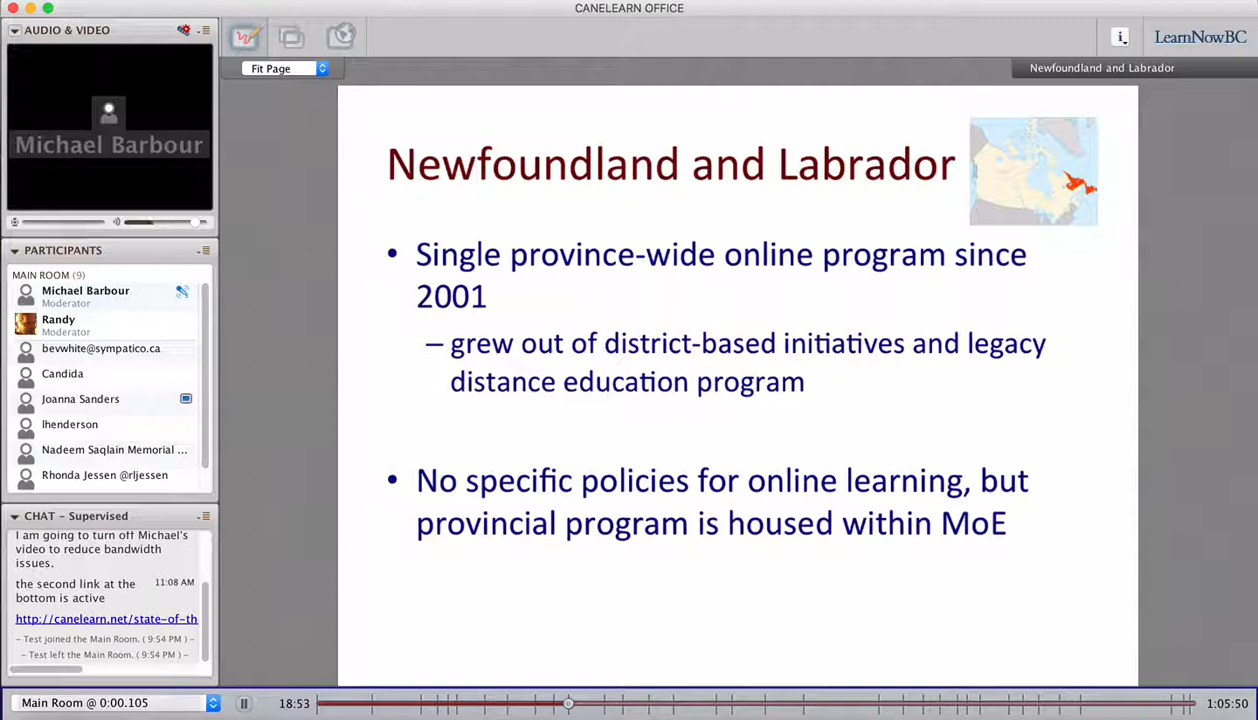 CANELEARN OFFICE
AUDIO & VIDEO
Michael Barbour
PARTICIPANTS
MAIN ROOM (9)
Michael Barbour
Moderator
Randy
Moderator
bevwhite@sympatico.ca
Candida
Joanna Sanders
lhenderson
Nadeem Saqlain Memorial ...
Rhonda Jessen @rljessen
CHAT – Supervised
I am going to turn off Michael's
video to reduce bandwidth
issues.
the second link at the 11:08 AM
bottom is active
http://canelearn.net/state-of-th
– Test joined the Main Room. ( 9:54 PM ) –
– Test left the Main Room. ( 9:54 PM ) –
Main Room @ 0:00.105
18:53
1:05:50
Fit Page
i
LearnNowBC
Newfoundland and Labrador
Newfoundland and Labrador
• Single province-wide online program since
2001
– grew out of district-based initiatives and legacy
distance education program
• No specific policies for online learning, but
provincial program is housed within MoE